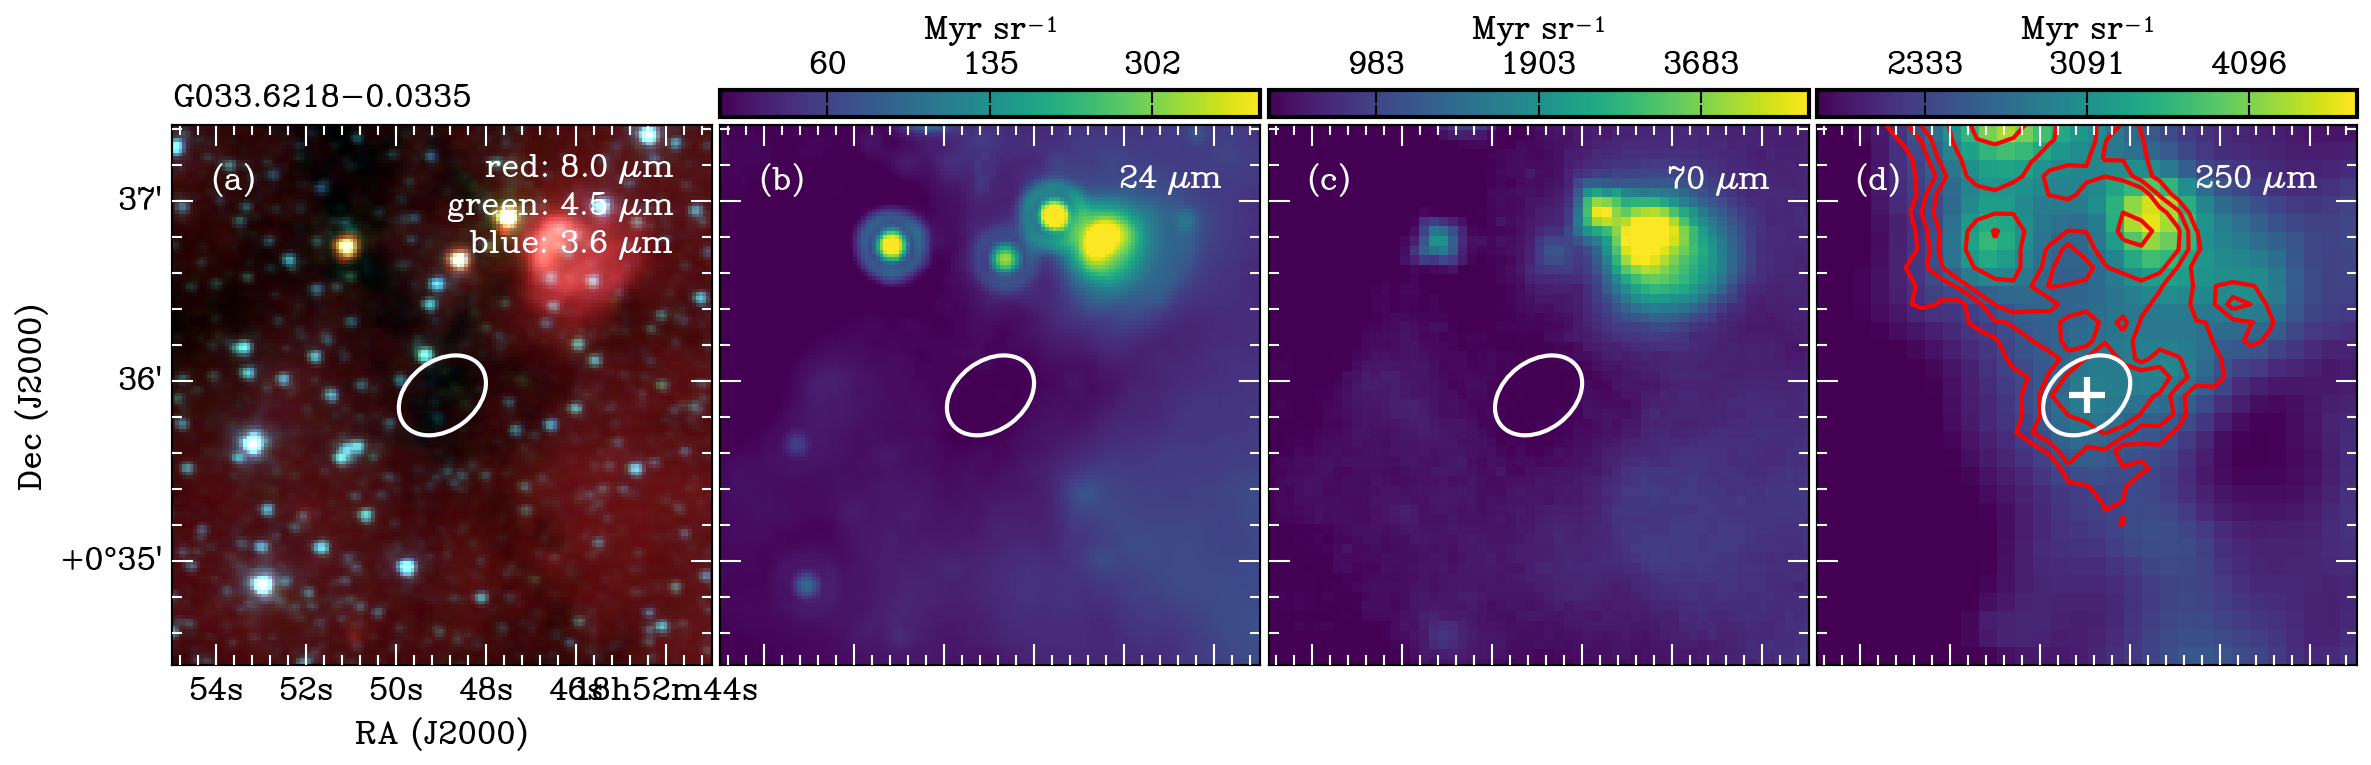 Myr sr⁻¹
60 135 302
Myr sr⁻¹
983 1903 3683
Myr sr⁻¹
2333 3091 4096
G033.6218−0.0335
(a)
red: 8.0 μm
green: 4.5 μm
blue: 3.6 μm
(b)
24 μm
(c)
70 μm
(d)
250 μm
37'
36'
+0°35'
Dec (J2000)
54s 52s 50s 48s 46s 18h52m44s
RA (J2000)